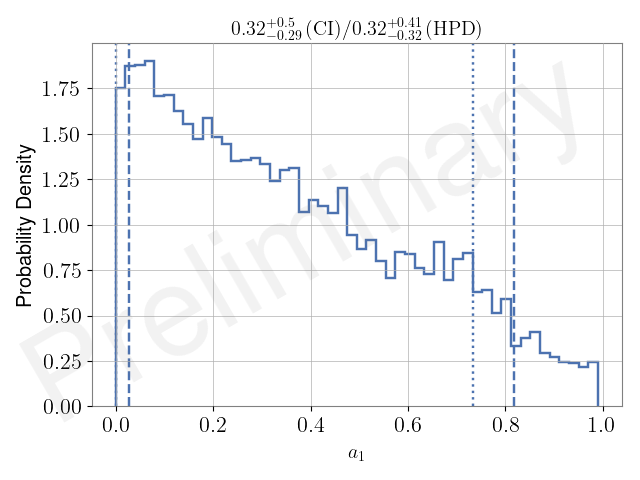 0.32^{+0.5}_{-0.29}(CI)/0.32^{+0.41}_{-0.32}(HPD)
1.75
1.50
1.25
1.00
0.75
0.50
0.25
0.00
Probability Density
Preliminary
0.0 0.2 0.4 0.6 0.8 1.0
a_1